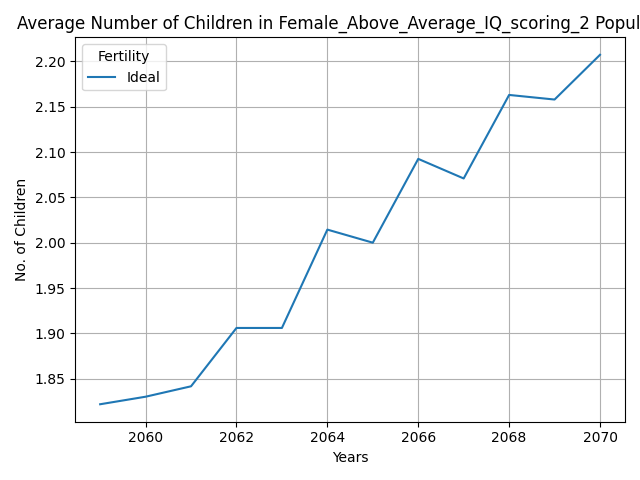 Average Number of Children in Female_Above_Average_IQ_scoring_2 Popul
Fertility
Ideal
2.20
2.15
2.10
2.05
2.00
1.95
1.90
1.85
No. of Children
2060 2062 2064 2066 2068 2070
Years